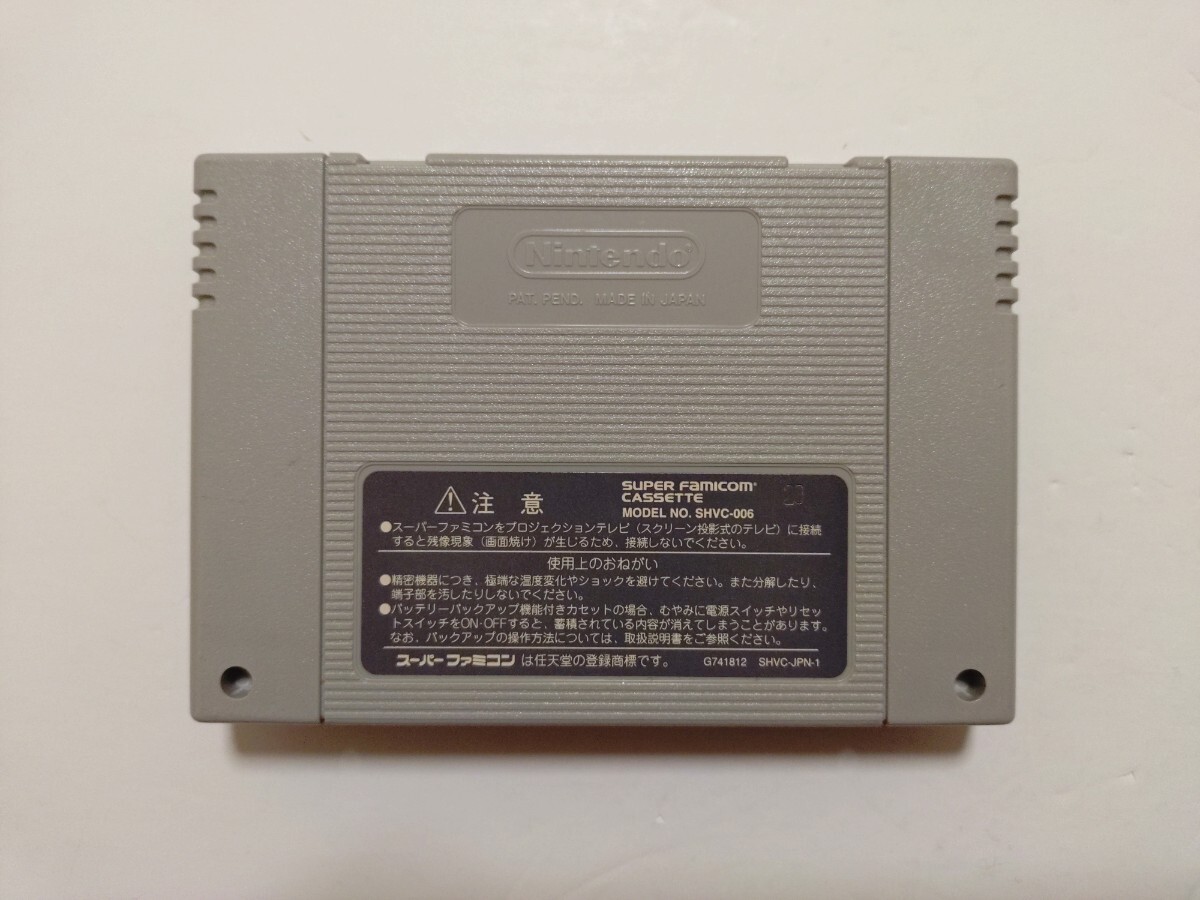 Nintendo®
PAT. PEND. MADE IN JAPAN
⚠注 意
SUPER FAMICOM®
CASSETTE
MODEL NO. SHVC-006
●スーパーファミコンをプロジェクションテレビ（スクリーン投影式のテレビ）に接続
すると残像現象（画面焼け）が生じるため、接続しないでください。
使用上のおねがい
●精密機器につき、極端な温度変化やショックを避けてください。また分解したり、
端子部を汚したりしないでください。
●バッテリーバックアップ機能付きカセットの場合、むやみに電源スイッチやリセッ
トスイッチをON·OFFすると、蓄積されている内容が消えてしまうことがあります。
なお、バックアップの操作方法については、取扱説明書をご参照ください。
スーパーファミコン は任天堂の登録商標です。 G741812 SHVC-JPN-1